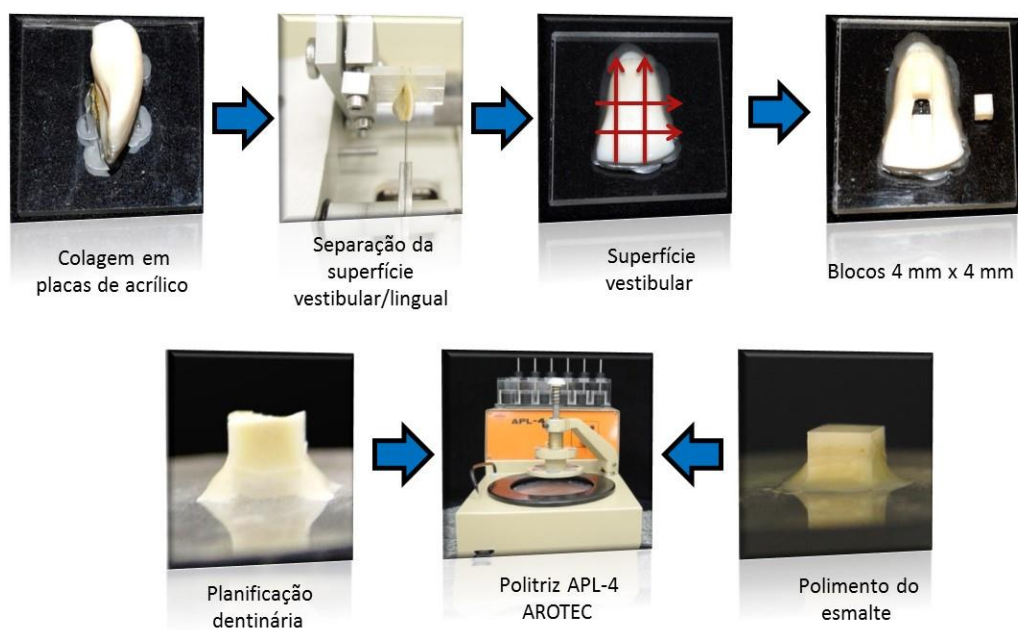 Colagem em
placas de acrílico
Separação da
superfície
vestibular/lingual
Superfície
vestibular
Blocos 4 mm x 4 mm
APL-4
Planificação
dentinária
Politriz APL-4
AROTEC
Polimento do
esmalte